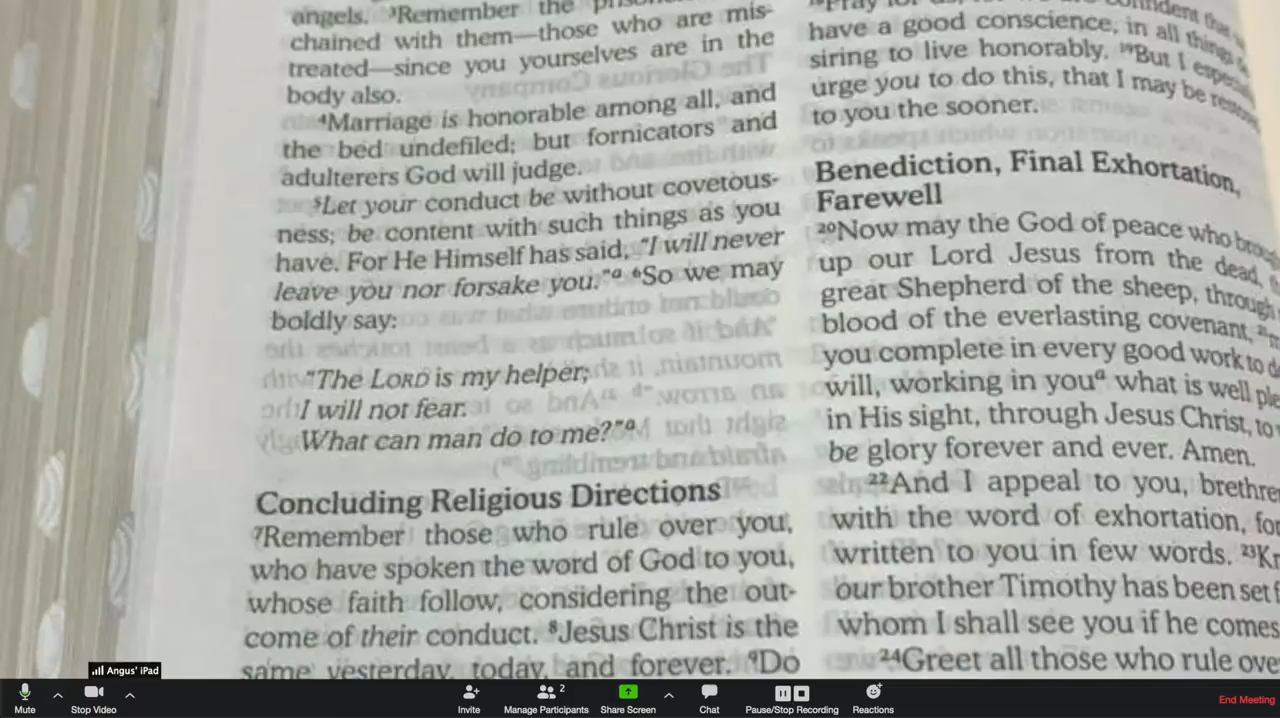 angels. ³Remember the
chained with them—those who are mis-
treated—since you yourselves are in the
body also.
⁴Marriage is honorable among all, and
the bed undefiled; but fornicators and
adulterers God will judge.
⁵Let your conduct be without covetous-
ness; be content with such things as you
have. For He Himself has said, "I will never
leave you nor forsake you."ᵃ ⁶So we may
boldly say:
"The LORD is my helper;
I will not fear.
What can man do to me?"ᵃ
Concluding Religious Directions
⁷Remember those who rule over you,
who have spoken the word of God to you,
whose faith follow, considering the out-
come of their conduct. ⁸Jesus Christ is the
same yesterday, today, and forever. ⁹Do
have a good conscience, in all things
siring to live honorably. ¹⁹But I
urge you to do this, that I may be
to you the sooner.
Benediction, Final Exhortation,
Farewell
²⁰Now may the God of peace who
up our Lord Jesus from the dead,
great Shepherd of the sheep, through
blood of the everlasting covenant,
you complete in every good work to
will, working in youᵃ what is well
in His sight, through Jesus Christ, to
be glory forever and ever. Amen.
²²And I appeal to you,
with the word of exhortation, for
written to you in few words. ²³
our brother Timothy has been set
whom I shall see you if he comes
²⁴Greet all those who rule
Angus' iPad
Mute
Stop Video
Invite
2
Manage Participants
Share Screen
Chat
Pause/Stop Recording
Reactions
End Meeting